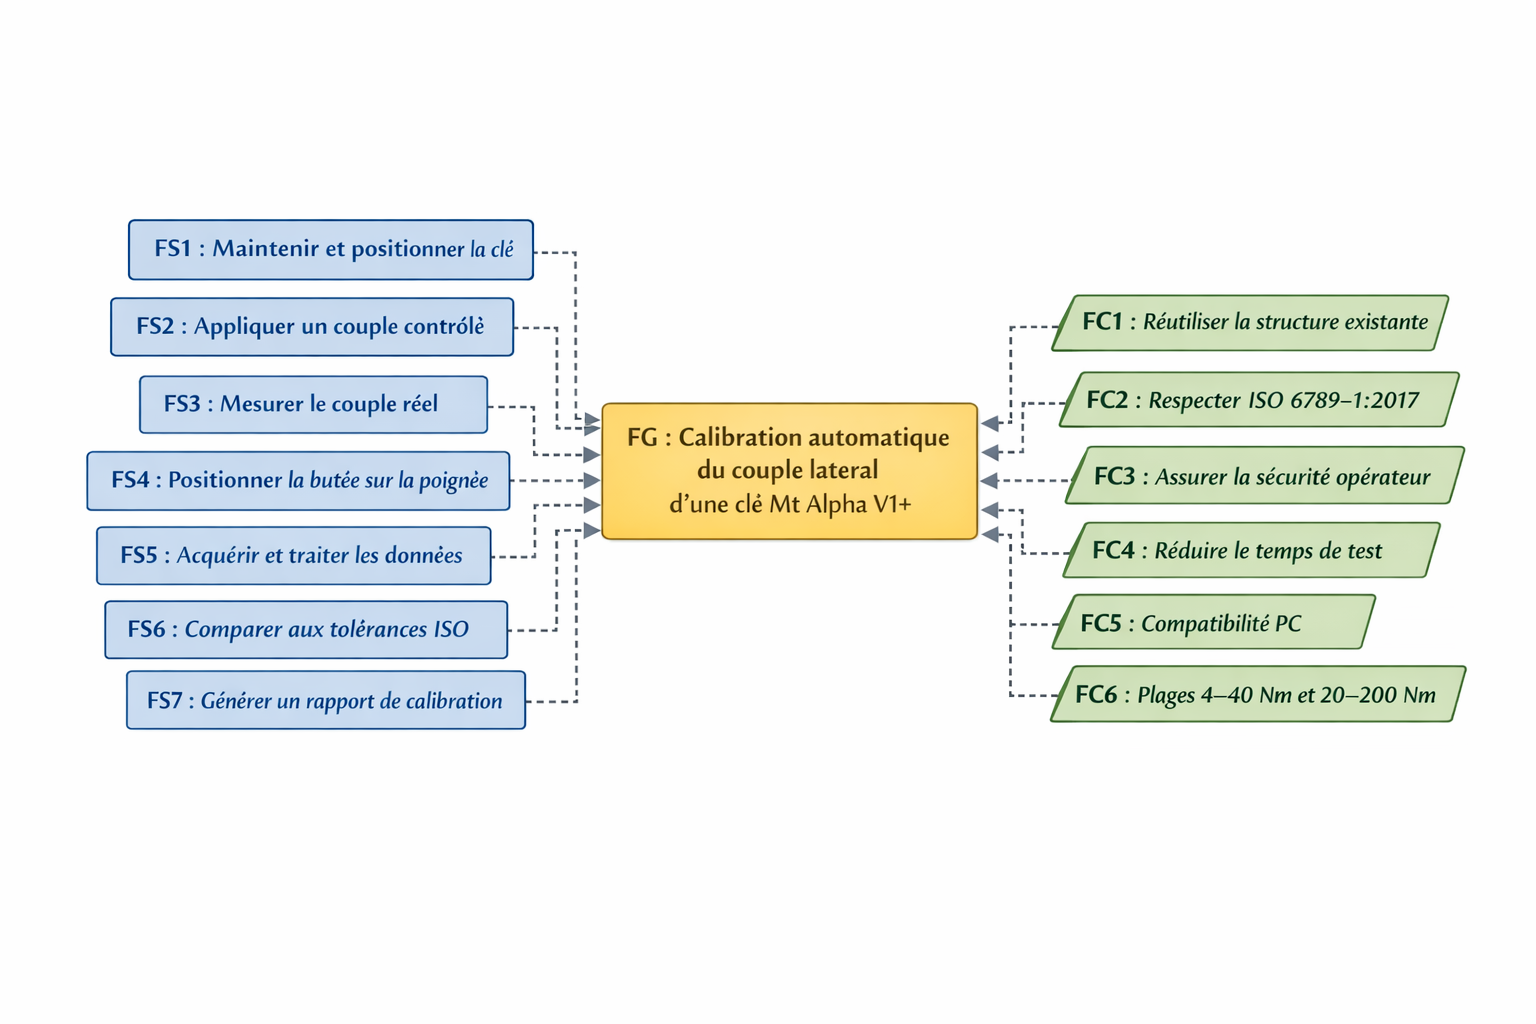 FS1 : Maintenir et positionner la clé
FS2 : Appliquer un couple contrôlè
FS3 : Mesurer le couple réel
FS4 : Positionner la butée sur la poignèe
FS5 : Acquérir et traiter les données
FS6 : Comparer aux tolérances ISO
FS7 : Générer un rapport de calibration
FG : Calibration automatique
du couple lateral
d’une clė Mt Alpha V1+
FC1 : Réutiliser la structure existante
FC2 : Respecter ISO 6789–1:2017
FC3 : Assurer la sécurité opérateur
FC4 : Réduire le temps de test
FC5 : Compatibilité PC
FC6 : Plages 4–40 Nm et 20–200 Nm